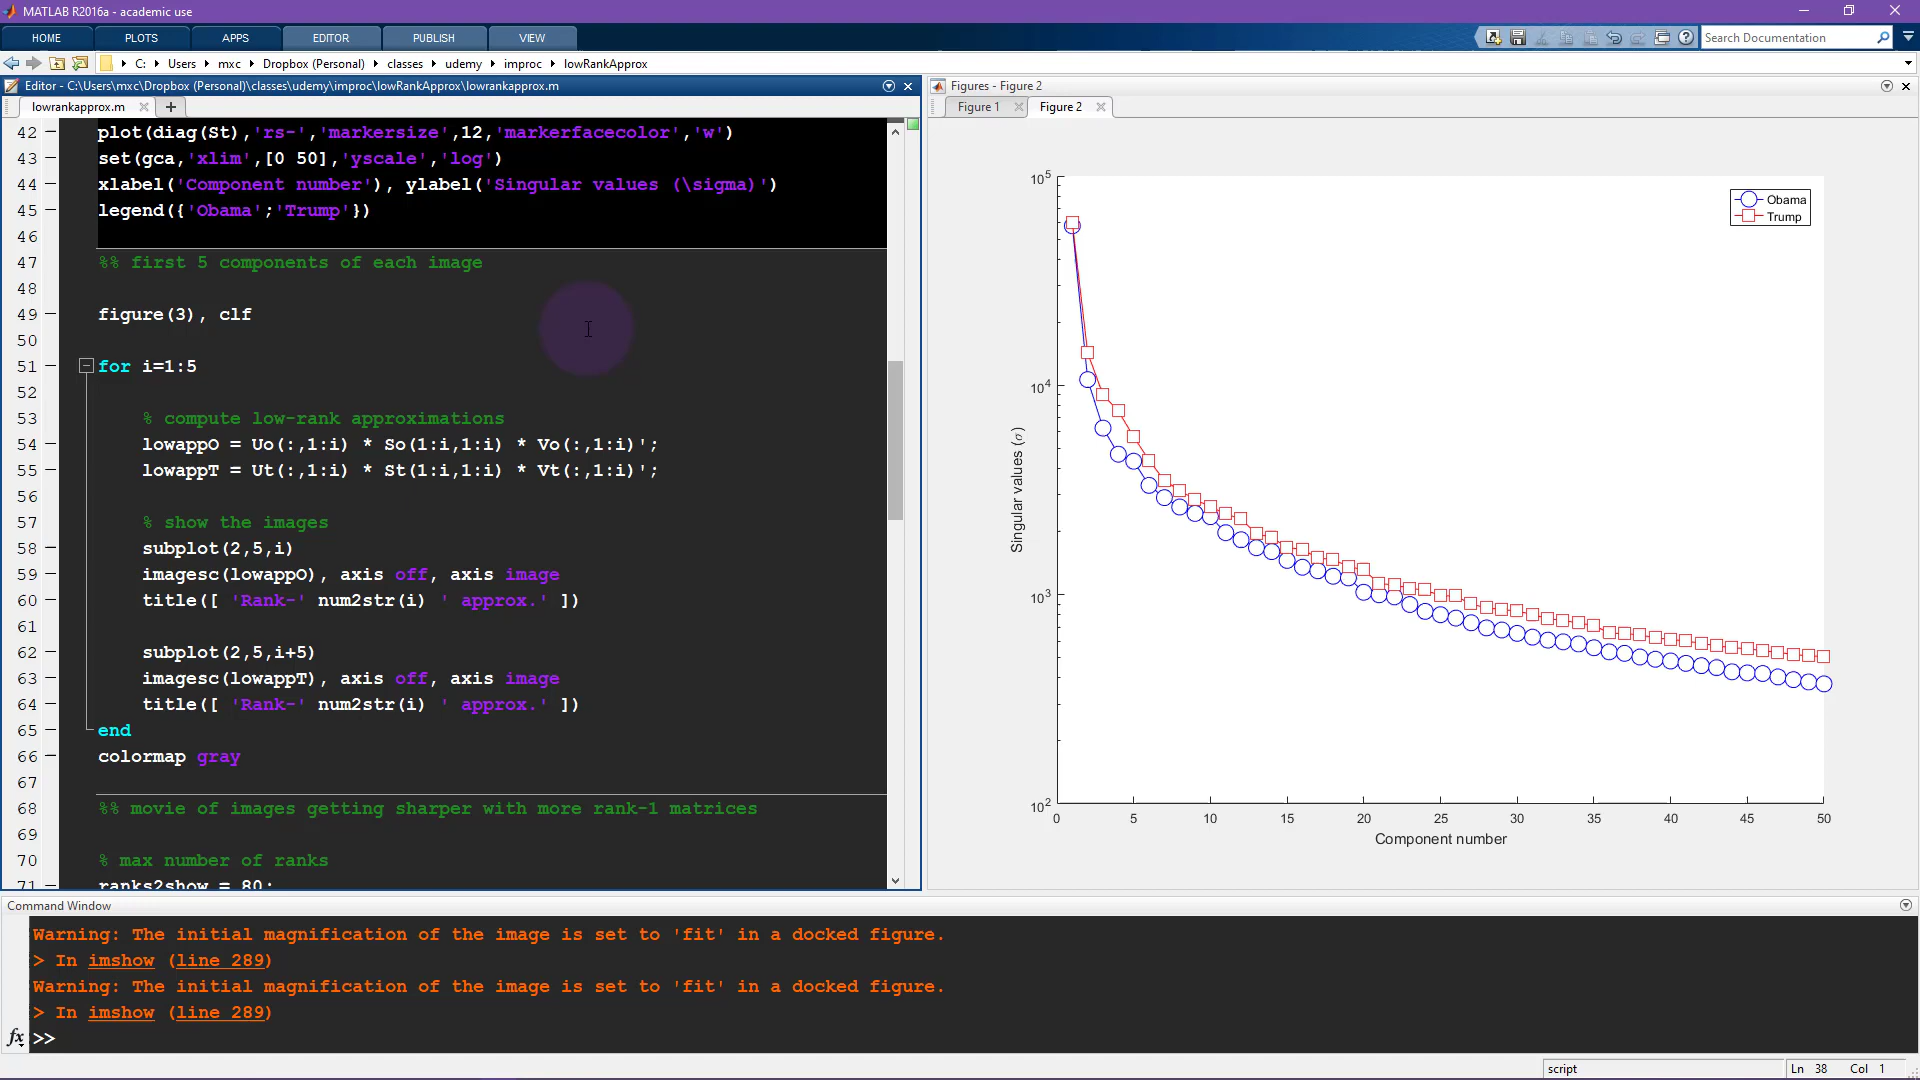 MATLAB R2016a - academic use
HOME PLOTS APPS EDITOR PUBLISH VIEW
Search Documentation
C: Users mxc Dropbox (Personal) classes udemy improc lowRankApprox
Editor - C:\Users\mxc\Dropbox (Personal)\classes\udemy\improc\lowRankApprox\lowrankapprox.m
lowrankapprox.m
42 plot(diag(St),'rs-','markersize',12,'markerfacecolor','w')
43 set(gca,'xlim',[0 50],'yscale','log')
44 xlabel('Component number'), ylabel('Singular values (\sigma)')
45 legend({'Obama';'Trump'})
46
47 %% first 5 components of each image
48
49 figure(3), clf
50
51 for i=1:5
52
53 % compute low-rank approximations
54 lowappO = Uo(:,1:i) * So(1:i,1:i) * Vo(:,1:i)';
55 lowappT = Ut(:,1:i) * St(1:i,1:i) * Vt(:,1:i)';
56
57 % show the images
58 subplot(2,5,i)
59 imagesc(lowappO), axis off, axis image
60 title([ 'Rank-' num2str(i) ' approx.' ])
61
62 subplot(2,5,i+5)
63 imagesc(lowappT), axis off, axis image
64 title([ 'Rank-' num2str(i) ' approx.' ])
65 end
66 colormap gray
67
68 %% movie of images getting sharper with more rank-1 matrices
69
70 % max number of ranks
71 ranks2show = 80;
Figures - Figure 2
Figure 1 Figure 2
Obama
Trump
10^5
10^4
10^3
10^2
Singular values (σ)
0 5 10 15 20 25 30 35 40 45 50
Component number
Command Window
Warning: The initial magnification of the image is set to 'fit' in a docked figure.
> In imshow (line 289)
Warning: The initial magnification of the image is set to 'fit' in a docked figure.
> In imshow (line 289)
fx >>
script Ln 38 Col 1